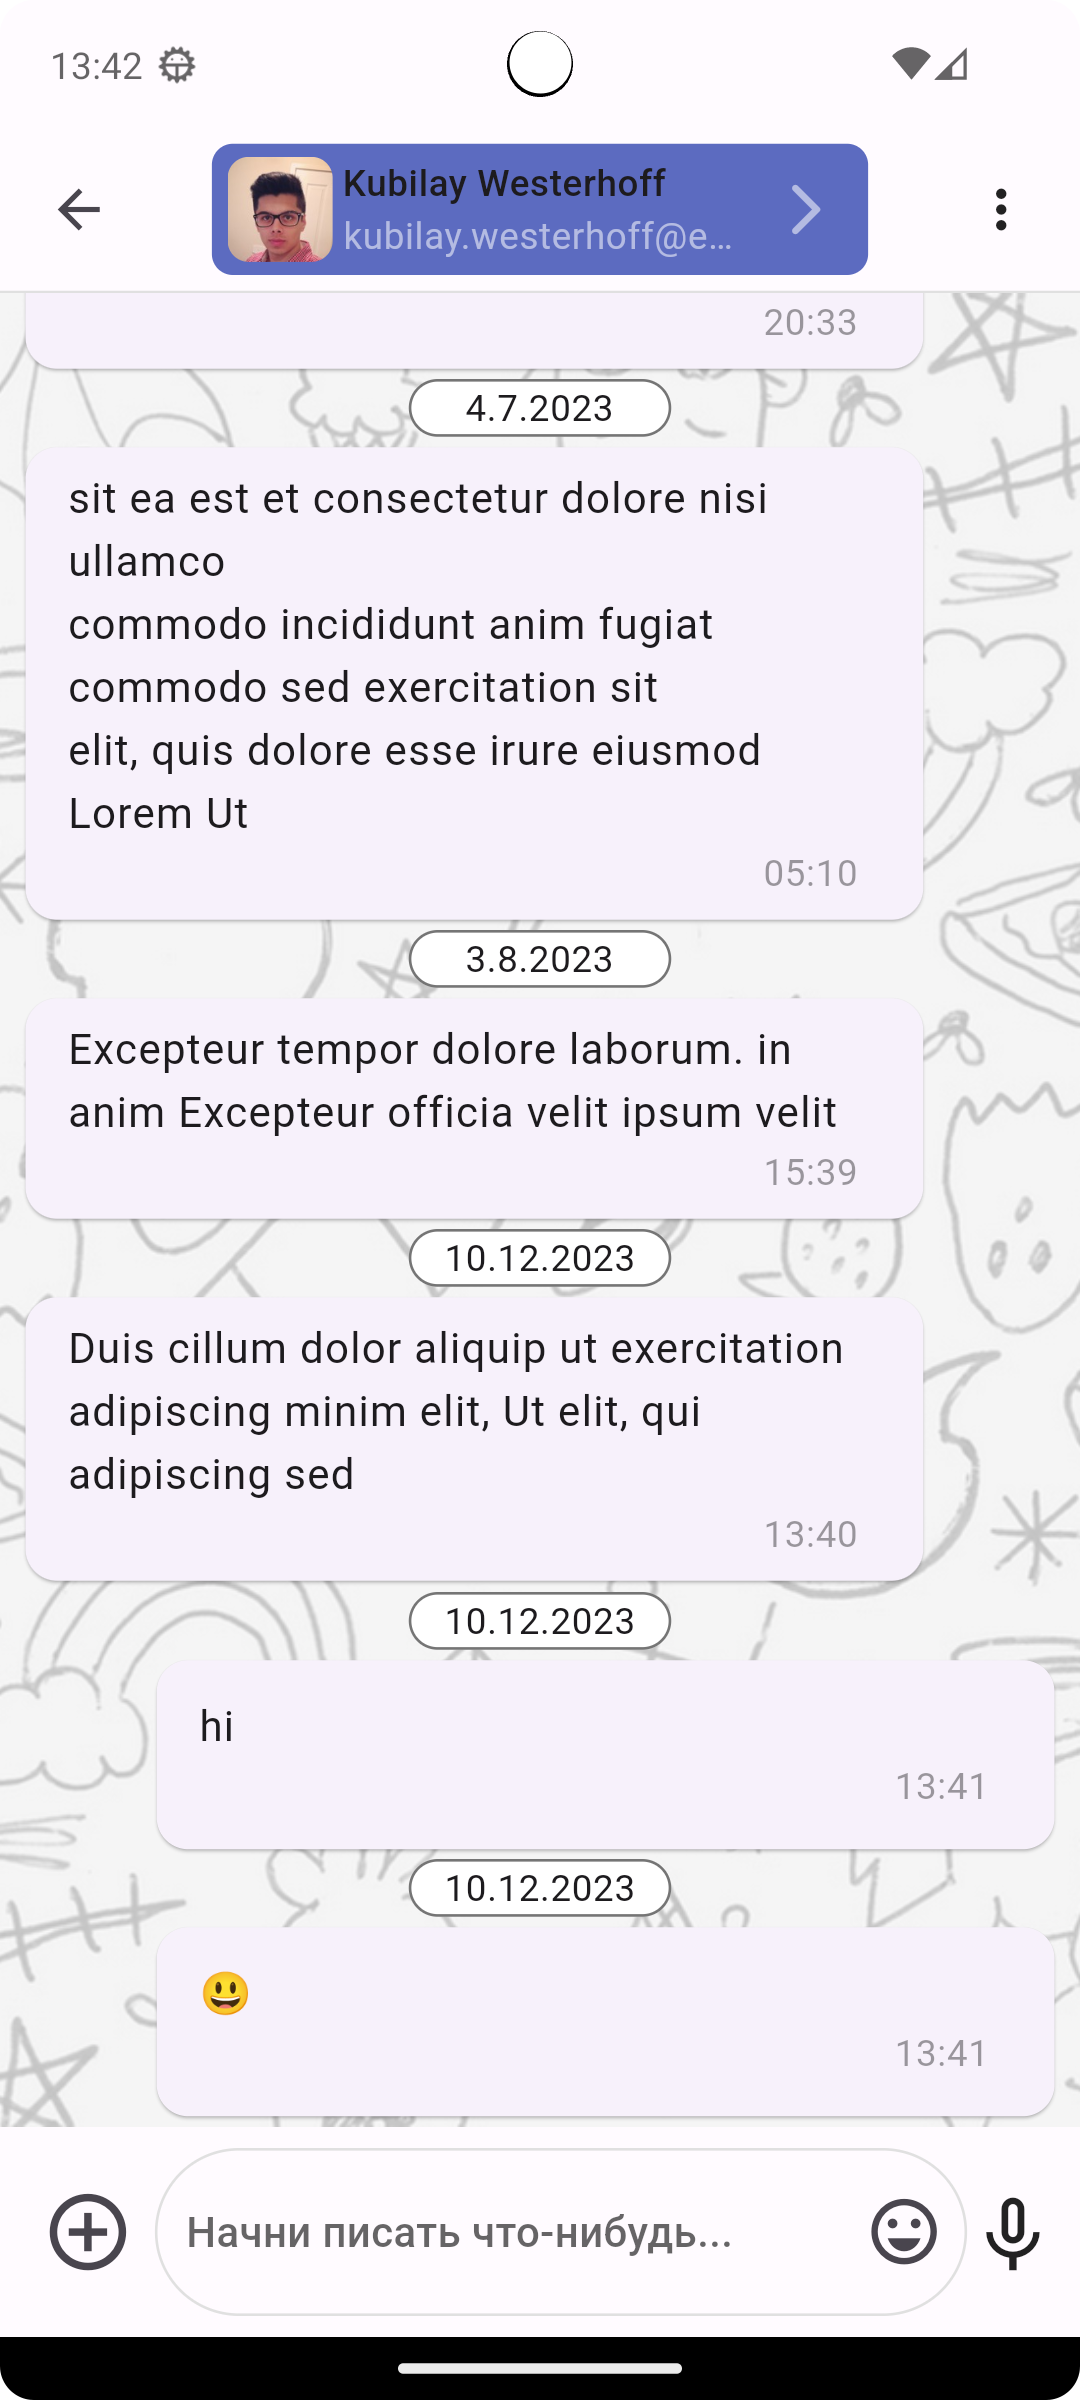 13:42
Kubilay Westerhoff
kubilay.westerhoff@e...
20:33
4.7.2023
sit ea est et consectetur dolore nisi
ullamco
commodo incididunt anim fugiat
commodo sed exercitation sit
elit, quis dolore esse irure eiusmod
Lorem Ut
05:10
3.8.2023
Excepteur tempor dolore laborum. in
anim Excepteur officia velit ipsum velit
15:39
10.12.2023
Duis cillum dolor aliquip ut exercitation
adipiscing minim elit, Ut elit, qui
adipiscing sed
13:40
10.12.2023
hi
13:41
10.12.2023
😃
13:41
Начни писать что-нибудь...